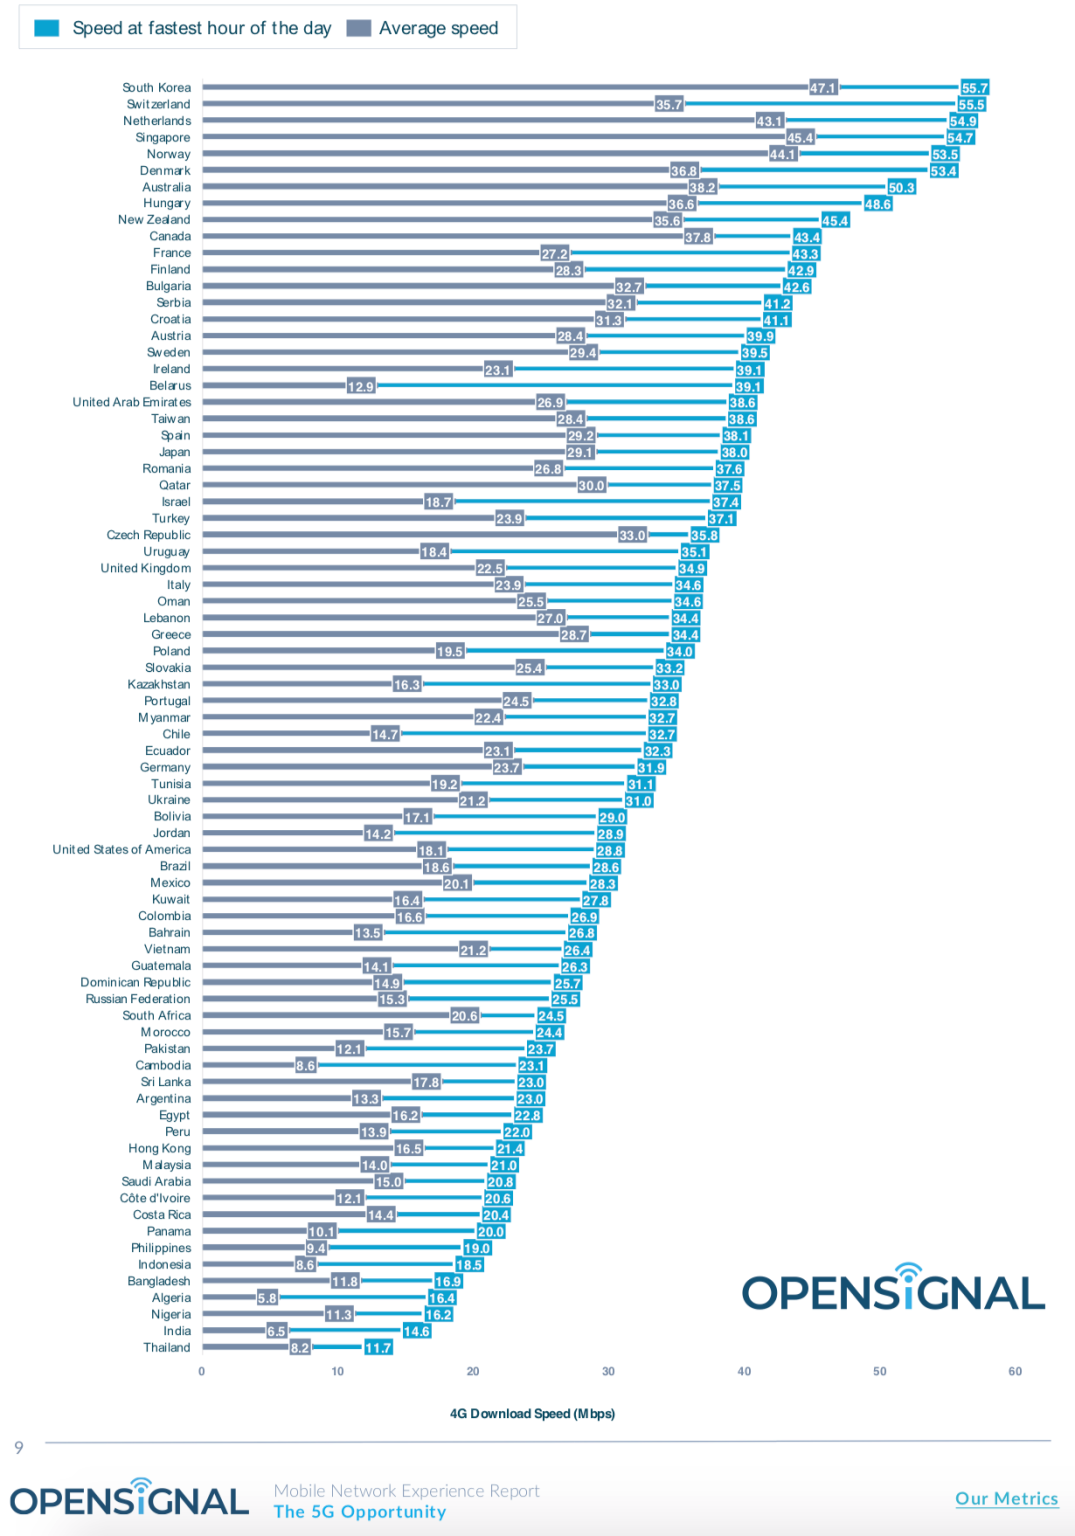 Speed at fastest hour of the day Average speed
South Korea 47.1 55.7
Switzerland 35.7 55.5
Netherlands 43.1 54.9
Singapore 45.4 54.7
Norway 44.1 53.5
Denmark 36.8 53.4
Australia 38.2 50.3
Hungary 36.6 48.6
New Zealand 35.6 45.4
Canada 37.8 43.4
France 27.2 43.3
Finland 28.3 42.9
Bulgaria 32.7 42.6
Serbia 32.1 41.2
Croatia 31.3 41.1
Austria 28.4 39.9
Sweden 29.4 39.5
Ireland 23.1 39.1
Belarus 12.9 39.1
United Arab Emirates 26.9 38.6
Taiwan 28.4 38.6
Spain 29.2 38.1
Japan 29.1 38.0
Romania 26.8 37.6
Qatar 30.0 37.5
Israel 18.7 37.4
Turkey 23.9 37.1
Czech Republic 33.0 35.8
Uruguay 18.4 35.1
United Kingdom 22.5 34.9
Italy 23.9 34.6
Oman 25.5 34.6
Lebanon 27.0 34.4
Greece 28.7 34.4
Poland 19.5 34.0
Slovakia 25.4 33.2
Kazakhstan 16.3 33.0
Portugal 24.5 32.8
Myanmar 22.4 32.7
Chile 14.7 32.7
Ecuador 23.1 32.3
Germany 23.7 31.9
Tunisia 19.2 31.1
Ukraine 21.2 31.0
Bolivia 17.1 29.0
Jordan 14.2 28.9
United States of America 18.1 28.8
Brazil 18.6 28.6
Mexico 20.1 28.3
Kuwait 16.4 27.8
Colombia 16.6 26.9
Bahrain 13.5 26.8
Vietnam 21.2 26.4
Guatemala 14.1 26.3
Dominican Republic 14.9 25.7
Russian Federation 15.3 25.5
South Africa 20.6 24.5
Morocco 15.7 24.4
Pakistan 12.1 23.7
Cambodia 8.6 23.1
Sri Lanka 17.8 23.0
Argentina 13.3 23.0
Egypt 16.2 22.8
Peru 13.9 22.0
Hong Kong 16.5 21.4
Malaysia 14.0 21.0
Saudi Arabia 15.0 20.8
Côte d'Ivoire 12.1 20.6
Costa Rica 14.4 20.4
Panama 10.1 20.0
Philippines 9.4 19.0
Indonesia 8.6 18.5
Bangladesh 11.8 16.9
Algeria 5.8 16.4
Nigeria 11.3 16.2
India 6.5 14.6
Thailand 8.2 11.7
OPENSIGNAL
0 10 20 30 40 50 60
4G Download Speed (Mbps)
9
OPENSIGNAL
Mobile Network Experience Report
The 5G Opportunity
Our Metrics